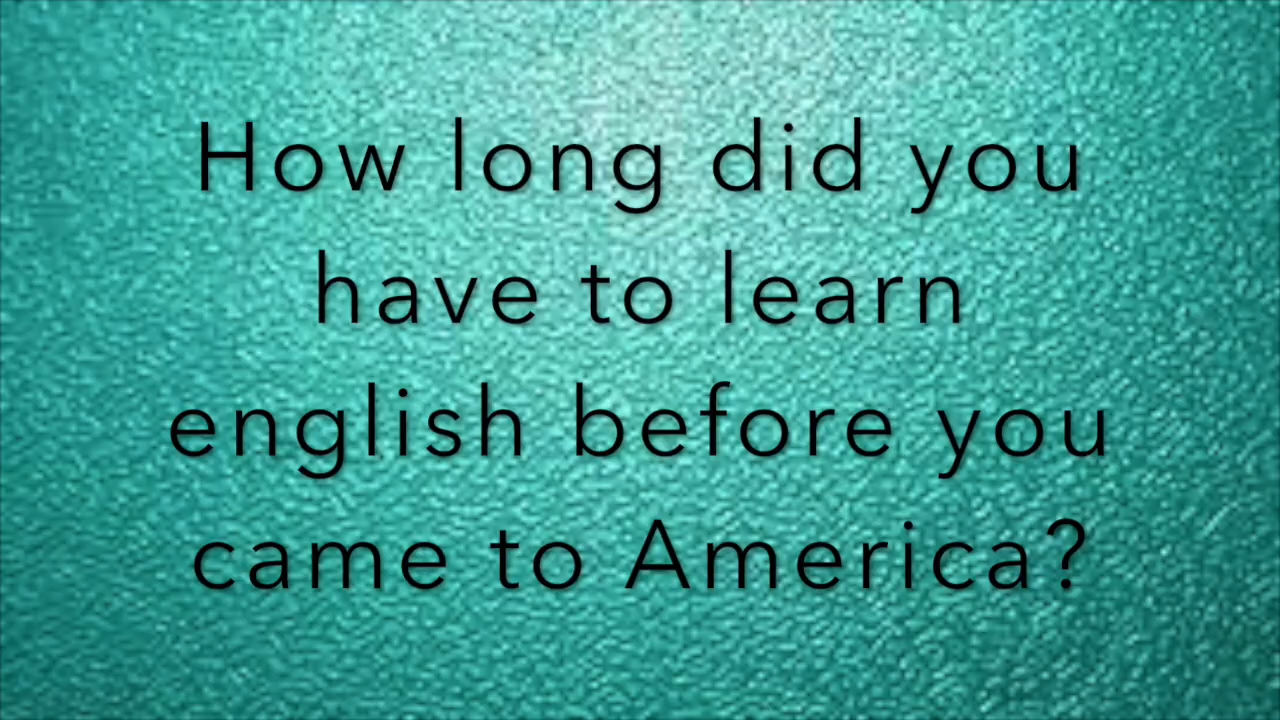 How long did you
have to learn
english before you
came to America?